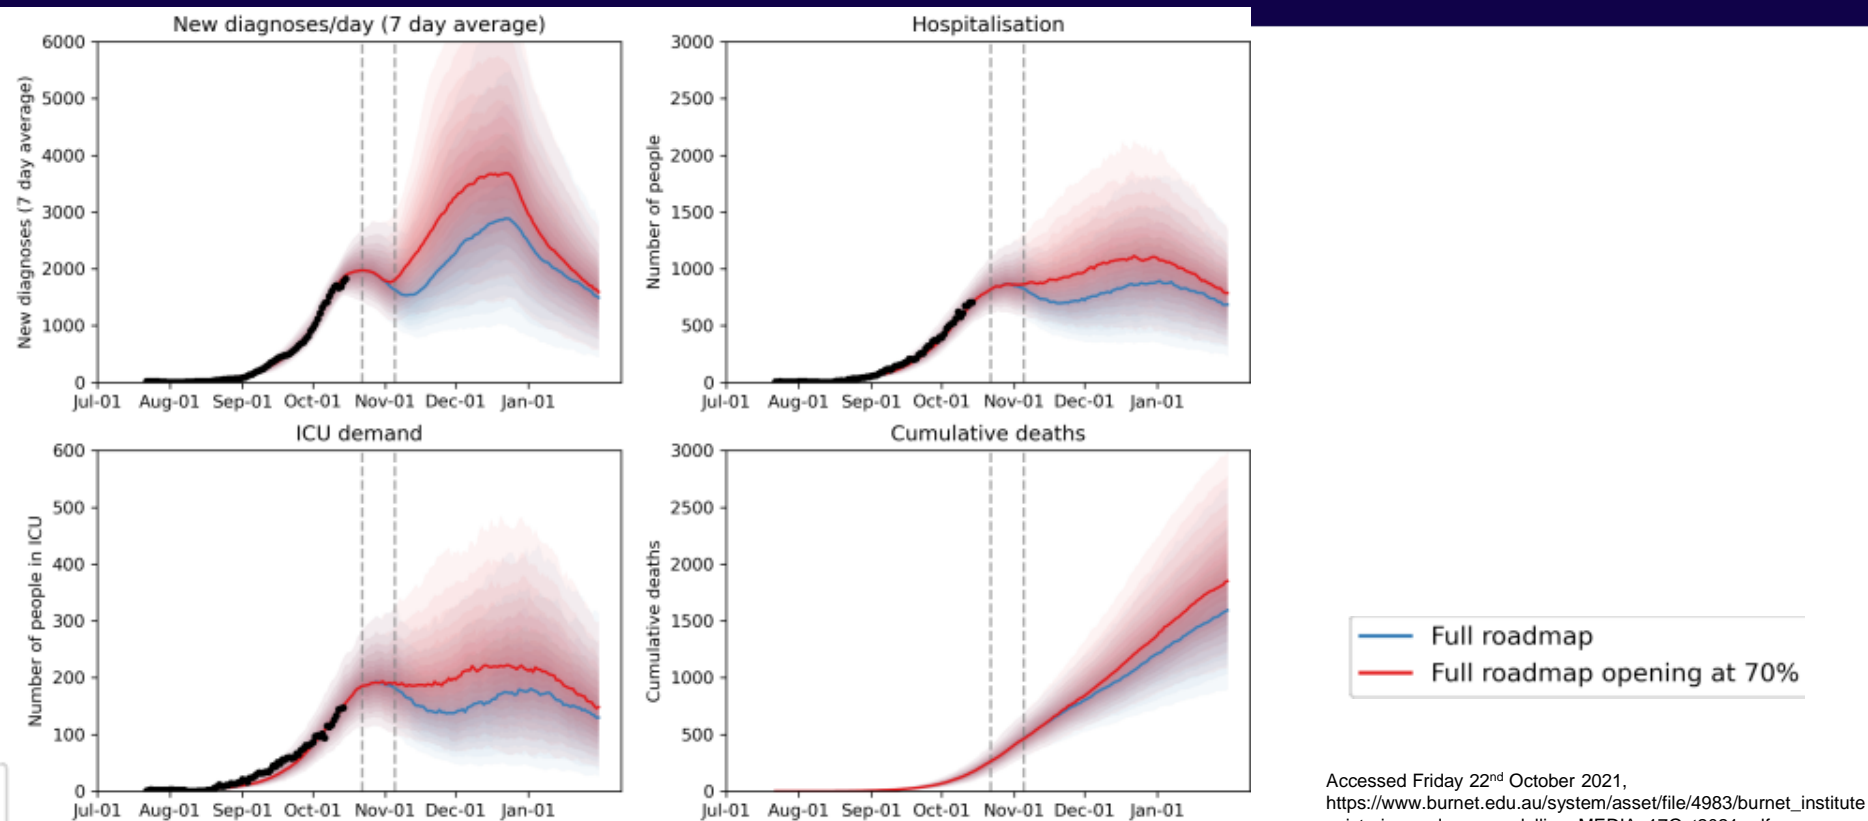 New diagnoses/day (7 day average)
New diagnoses (7 day average)
6000
5000
4000
3000
2000
1000
0
Jul-01 Aug-01 Sep-01 Oct-01 Nov-01 Dec-01 Jan-01
Hospitalisation
Number of people
3000
2500
2000
1500
1000
500
0
Jul-01 Aug-01 Sep-01 Oct-01 Nov-01 Dec-01 Jan-01
ICU demand
Number of people in ICU
600
500
400
300
200
100
0
Jul-01 Aug-01 Sep-01 Oct-01 Nov-01 Dec-01 Jan-01
Cumulative deaths
Cumulative deaths
3000
2500
2000
1500
1000
500
0
Jul-01 Aug-01 Sep-01 Oct-01 Nov-01 Dec-01 Jan-01
Full roadmap
Full roadmap opening at 70%
Accessed Friday 22nd October 2021,
https://www.burnet.edu.au/system/asset/file/4983/burnet_institute